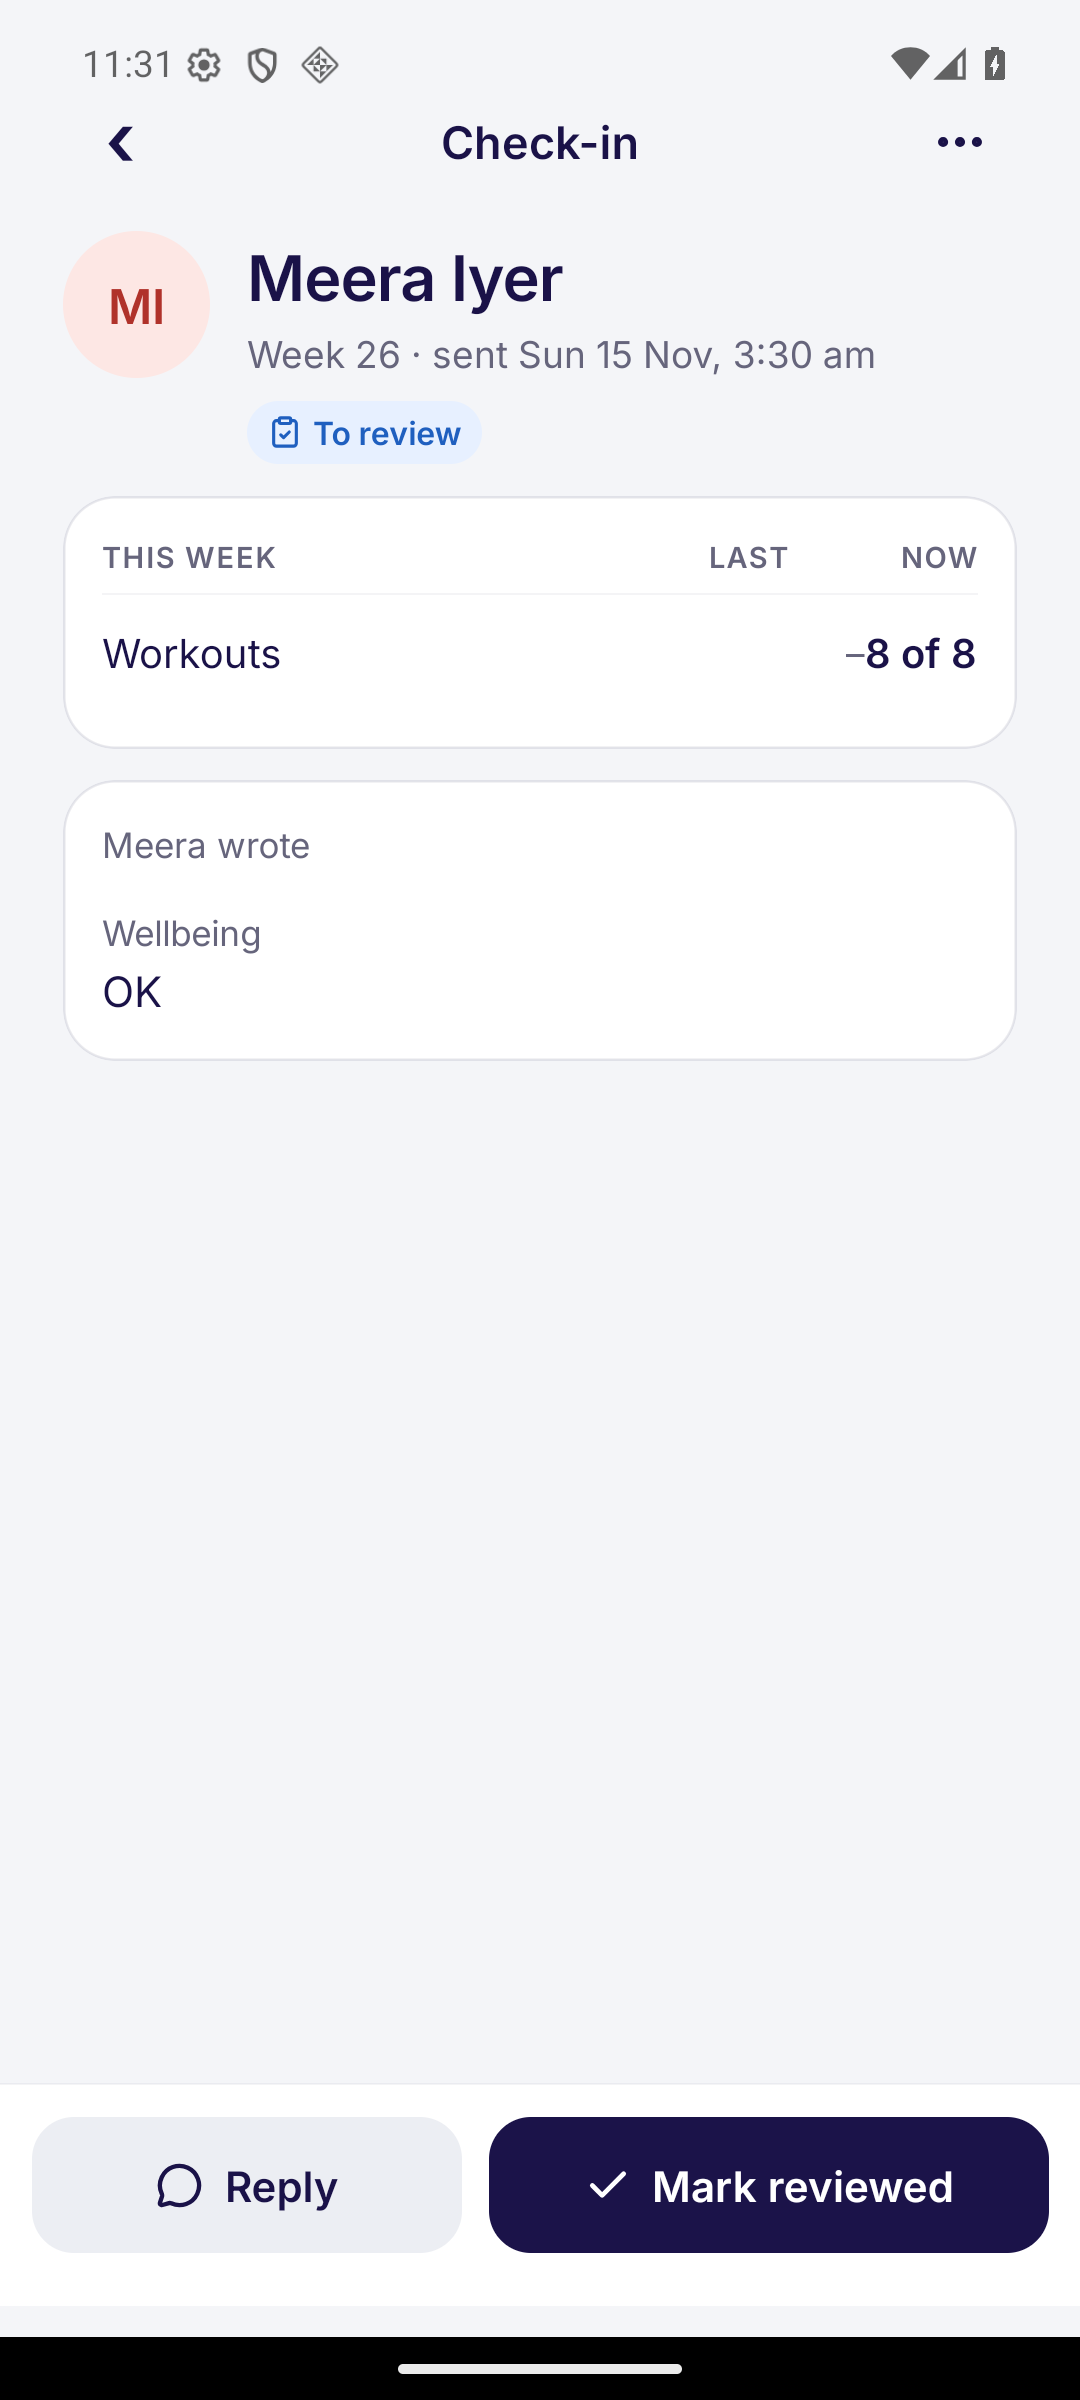 11:31
Check-in
MI
Meera Iyer
Week 26 · sent Sun 15 Nov, 3:30 am
To review
THIS WEEK LAST NOW
Workouts –8 of 8
Meera wrote
Wellbeing
OK
Reply
Mark reviewed